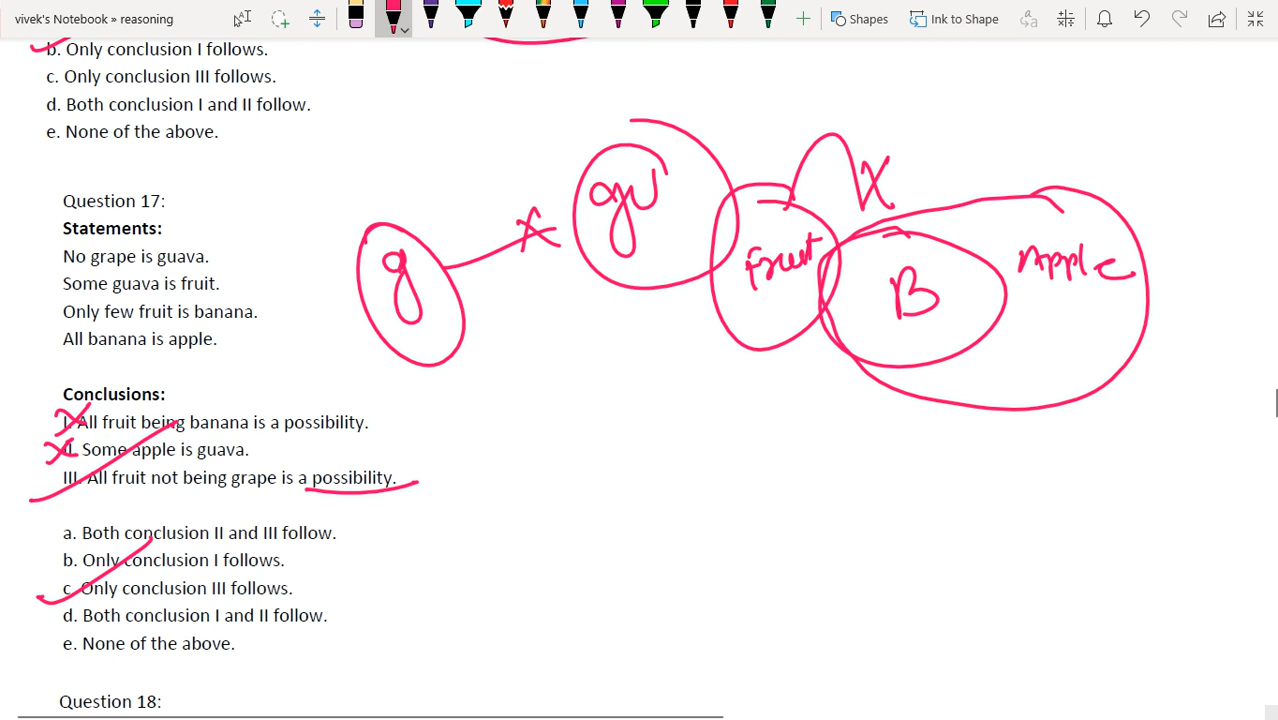 vivek's Notebook » reasoning
Shapes
Ink to Shape
b. Only conclusion I follows.
c. Only conclusion III follows.
d. Both conclusion I and II follow.
e. None of the above.
Question 17:
Statements:
No grape is guava.
Some guava is fruit.
Only few fruit is banana.
All banana is apple.
g
gu
fruit
B
Apple
Conclusions:
I. All fruit being banana is a possibility.
II. Some apple is guava.
III. All fruit not being grape is a possibility.
a. Both conclusion II and III follow.
b. Only conclusion I follows.
c. Only conclusion III follows.
d. Both conclusion I and II follow.
e. None of the above.
Question 18: